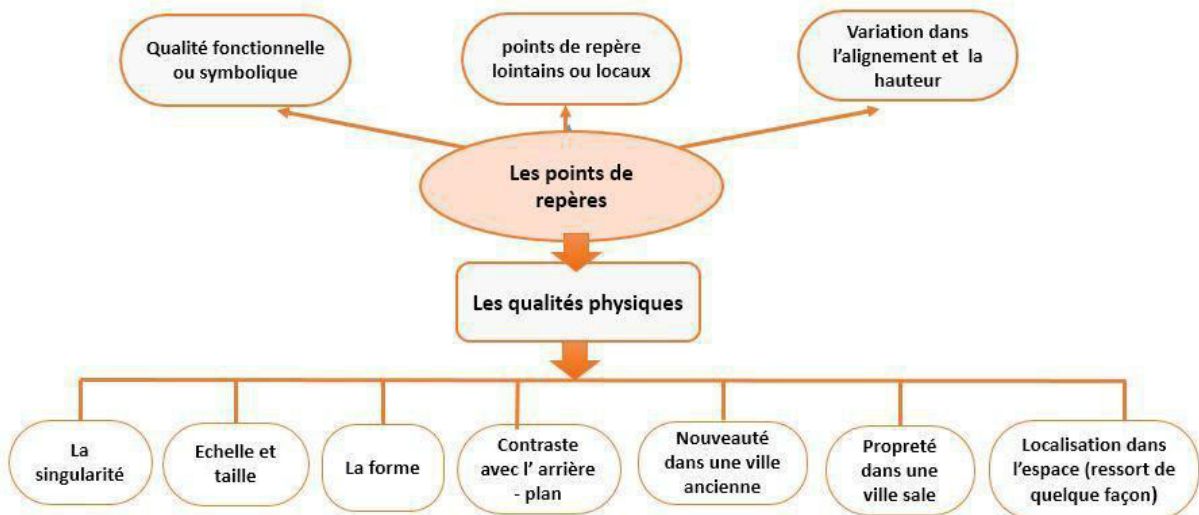 Qualité fonctionnelle
ou symbolique
points de repère
lointains ou locaux
Variation dans
l'alignement et la
hauteur
Les points de
repères
Les qualités physiques
La
singularité
Echelle et
taille
La forme
Contraste
avec l' arrière
- plan
Nouveauté
dans une ville
ancienne
Propreté
dans une
ville sale
Localisation dans
l'espace (ressort de
quelque façon)